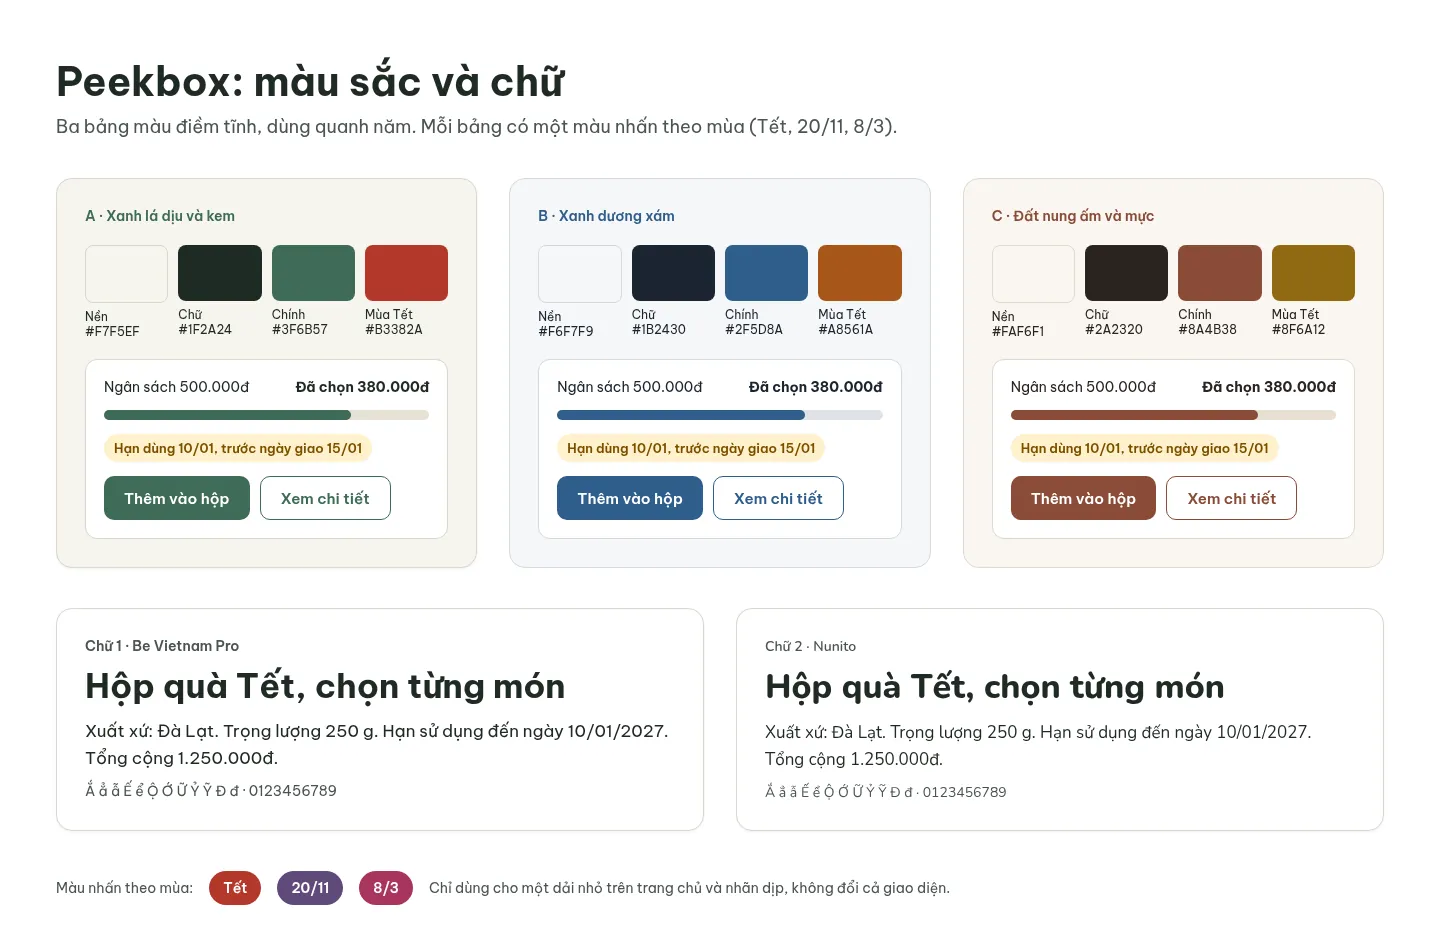 Peekbox: màu sắc và chữ
Ba bảng màu điềm tĩnh, dùng quanh năm. Mỗi bảng có một màu nhấn theo mùa (Tết, 20/11, 8/3).
A · Xanh lá dịu và kem
Nền
#F7F5EF
Chữ
#1F2A24
Chính
#3F6B57
Mùa Tết
#B3382A
Ngân sách 500.000đ
Đã chọn 380.000đ
Hạn dùng 10/01, trước ngày giao 15/01
Thêm vào hộp
Xem chi tiết
B · Xanh dương xám
Nền
#F6F7F9
Chữ
#1B2430
Chính
#2F5D8A
Mùa Tết
#A8561A
Ngân sách 500.000đ
Đã chọn 380.000đ
Hạn dùng 10/01, trước ngày giao 15/01
Thêm vào hộp
Xem chi tiết
C · Đất nung ấm và mực
Nền
#FAF6F1
Chữ
#2A2320
Chính
#8A4B38
Mùa Tết
#8F6A12
Ngân sách 500.000đ
Đã chọn 380.000đ
Hạn dùng 10/01, trước ngày giao 15/01
Thêm vào hộp
Xem chi tiết
Chữ 1 · Be Vietnam Pro
Hộp quà Tết, chọn từng món
Xuất xứ: Đà Lạt. Trọng lượng 250 g. Hạn sử dụng đến ngày 10/01/2027.
Tổng cộng 1.250.000đ.
Ắ ẳ ẫ Ế ể Ộ Ớ Ữ Ỷ Ỹ Đ đ · 0123456789
Chữ 2 · Nunito
Hộp quà Tết, chọn từng món
Xuất xứ: Đà Lạt. Trọng lượng 250 g. Hạn sử dụng đến ngày 10/01/2027.
Tổng cộng 1.250.000đ.
Ắ ẳ ẫ Ế ể Ộ Ớ Ữ Ỷ Ỹ Đ đ · 0123456789
Màu nhấn theo mùa:
Tết
20/11
8/3
Chỉ dùng cho một dải nhỏ trên trang chủ và nhãn dịp, không đổi cả giao diện.